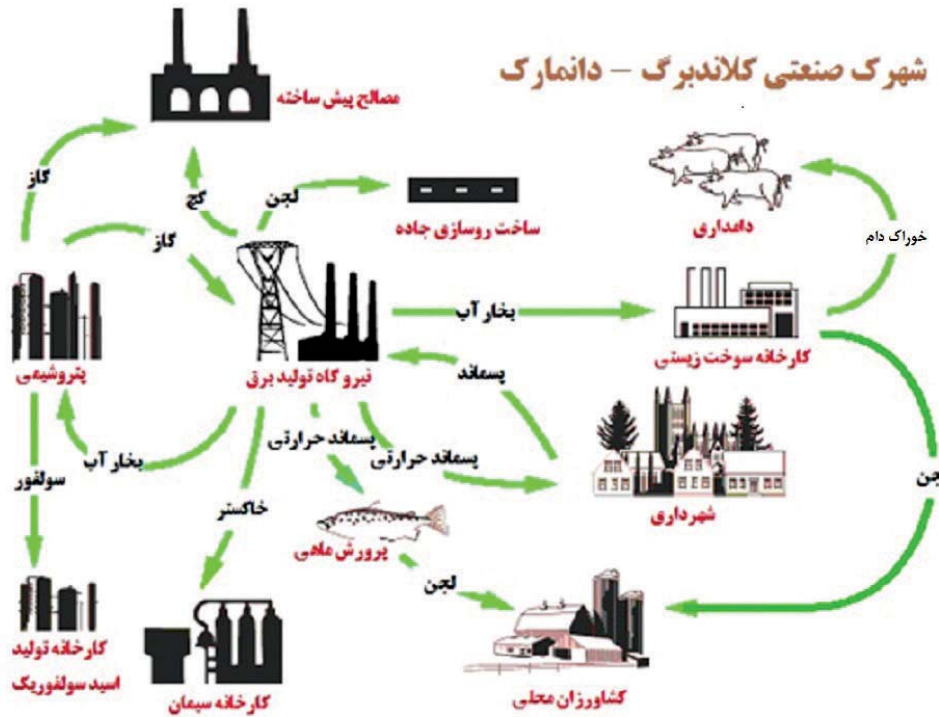 شهرک صنعتی کلاندبرگ – دانمارک
مصالح پیش ساخته
گاز
گچ
لجن
ساخت روسازی جاده
دامداری
خوراک دام
گاز
بخار آب
پتروشیمی
نیروگاه تولید برق
کارخانه سوخت زیستی
پسماند
پسماند حرارتی
پسماند حرارتی
بخار آب
سولفور
لجن
شهرداری
خاکستر
پرورش ماهی
لجن
کارخانه تولید
اسید سولفوریک
کارخانه سیمان
کشاورزان محلی